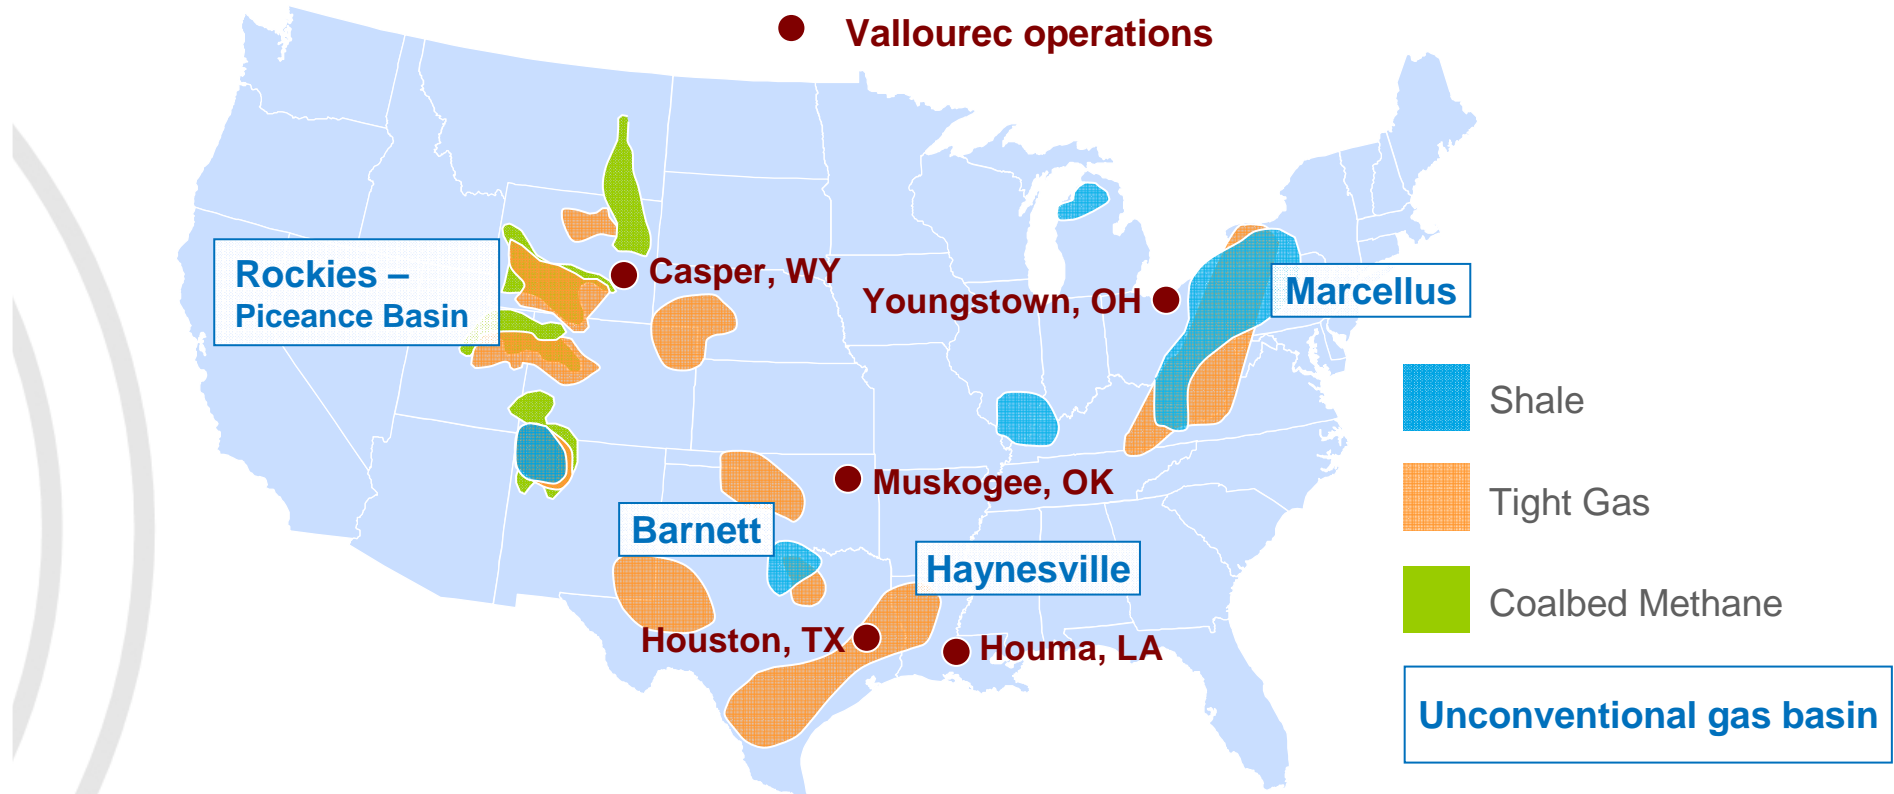 Vallourec operations
Rockies –
Piceance Basin
Casper, WY
Youngstown, OH
Marcellus
Shale
Muskogee, OK
Tight Gas
Barnett
Haynesville
Coalbed Methane
Houston, TX
Houma, LA
Unconventional gas basin